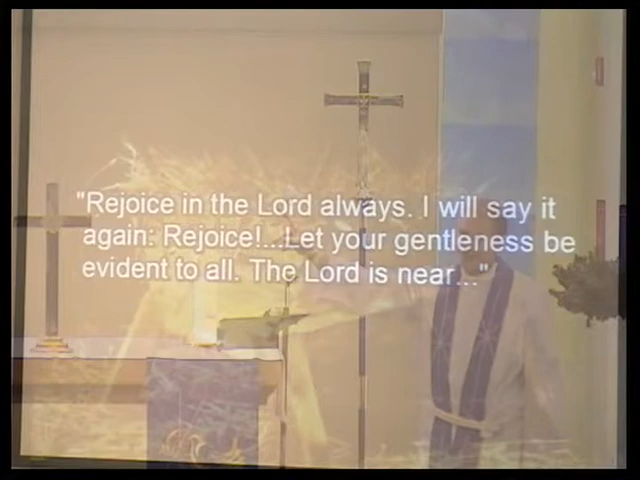 "Rejoice in the Lord always. I will say it
again: Rejoice!...Let your gentleness be
evident to all. The Lord is near..."